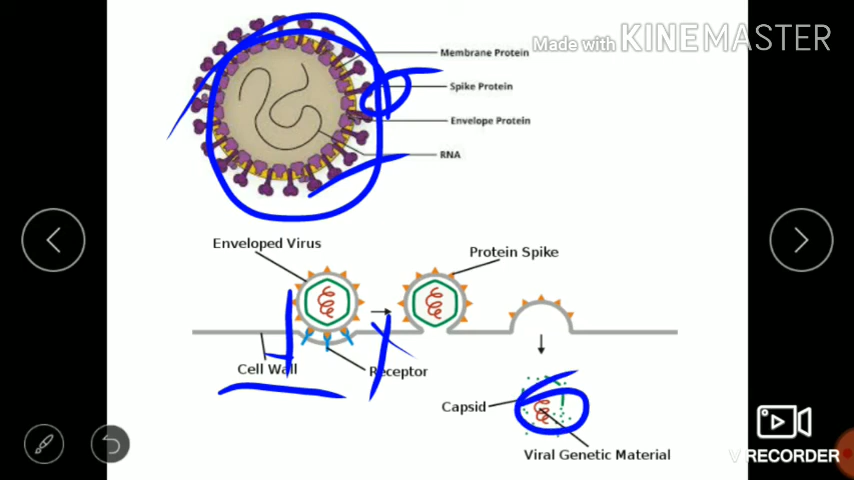 Made with KINEMASTER
Membrane Protein
Spike Protein
Envelope Protein
RNA
Enveloped Virus
Protein Spike
Cell Wall
Receptor
Capsid
Viral Genetic Material
VRECORDER